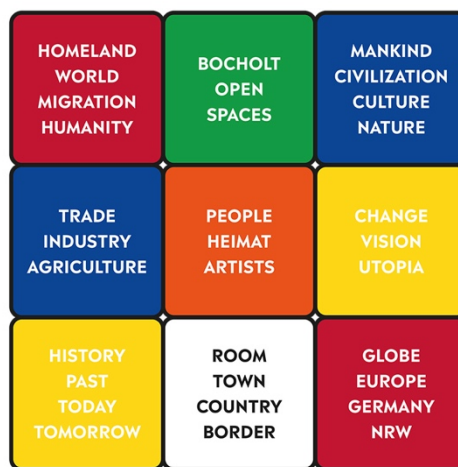 HOMELAND
WORLD
MIGRATION
HUMANITY
BOCHOLT
OPEN
SPACES
MANKIND
CIVILIZATION
CULTURE
NATURE
TRADE
INDUSTRY
AGRICULTURE
PEOPLE
HEIMAT
ARTISTS
CHANGE
VISION
UTOPIA
HISTORY
PAST
TODAY
TOMORROW
ROOM
TOWN
COUNTRY
BORDER
GLOBE
EUROPE
GERMANY
NRW